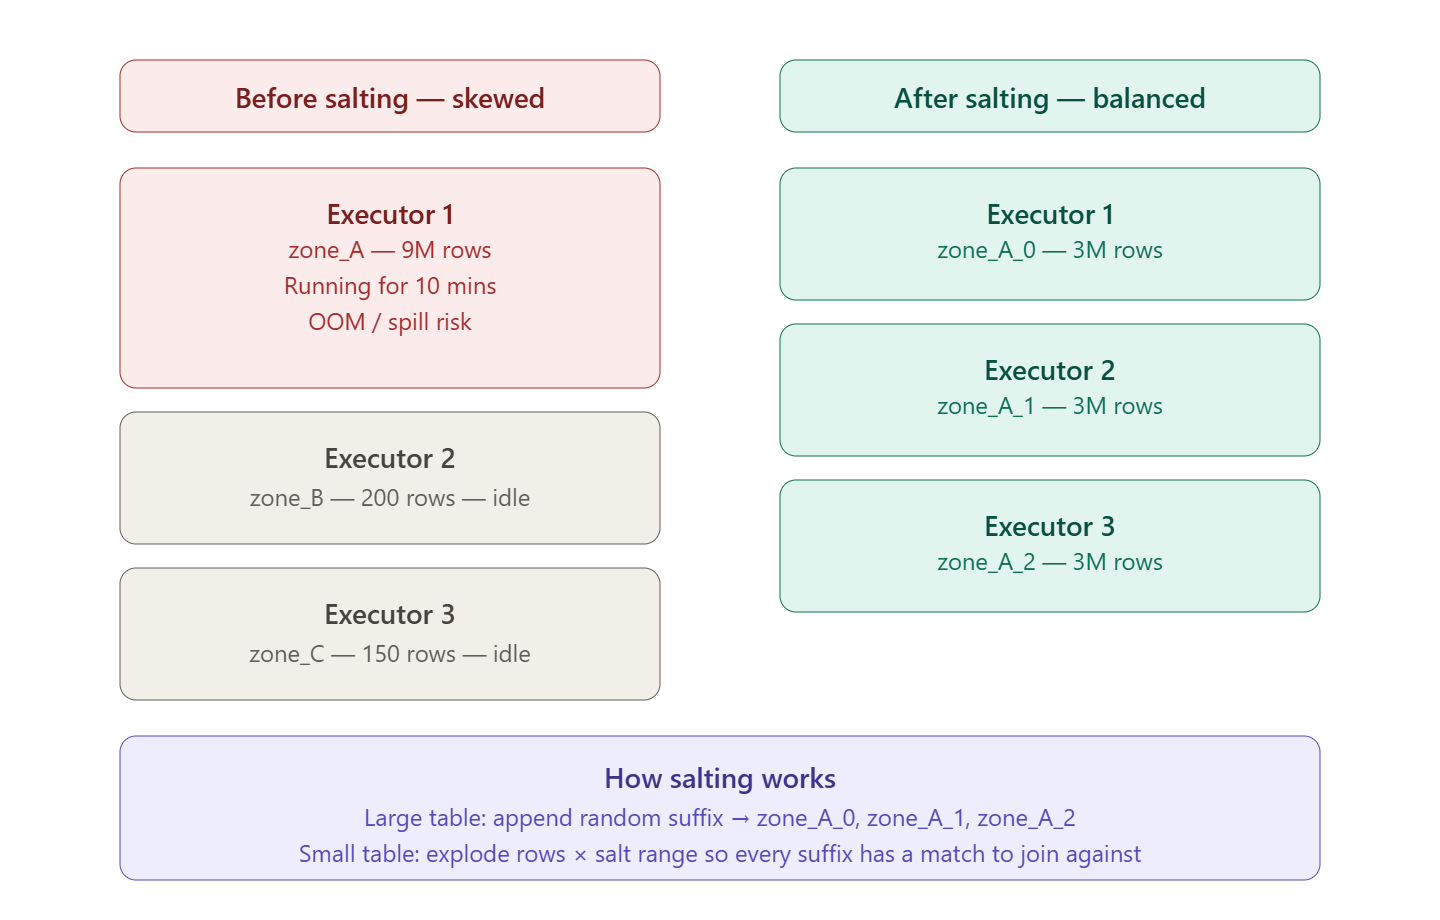 Before salting — skewed
Executor 1
zone_A — 9M rows
Running for 10 mins
OOM / spill risk
Executor 2
zone_B — 200 rows — idle
Executor 3
zone_C — 150 rows — idle
After salting — balanced
Executor 1
zone_A_0 — 3M rows
Executor 2
zone_A_1 — 3M rows
Executor 3
zone_A_2 — 3M rows
How salting works
Large table: append random suffix → zone_A_0, zone_A_1, zone_A_2
Small table: explode rows × salt range so every suffix has a match to join against